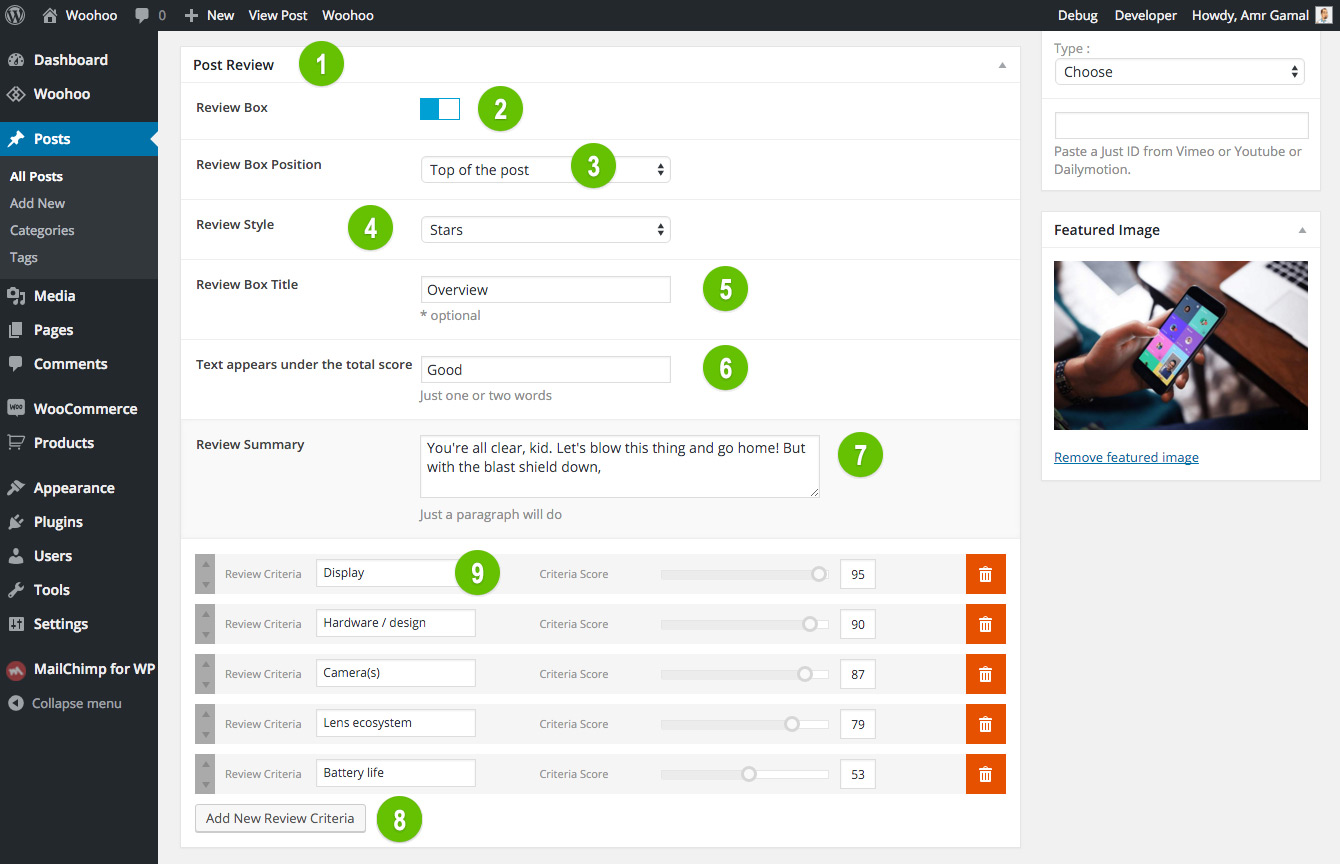 Woohoo 0 New View Post Woohoo Debug Developer Howdy, Amr Gamal
Dashboard
Woohoo
Posts
All Posts
Add New
Categories
Tags
Media
Pages
Comments
WOO WooCommerce
Products
Appearance
Plugins
Users
Tools
Settings
MailChimp for WP
Collapse menu
Post Review 1
Review Box 2
Review Box Position Top of the post 3
Review Style 4 Stars
Review Box Title Overview 5
* optional
Text appears under the total score Good 6
Just one or two words
Review Summary You're all clear, kid. Let's blow this thing and go home! But 7
with the blast shield down,
Just a paragraph will do
Review Criteria Display 9 Criteria Score 95
Review Criteria Hardware / design Criteria Score 90
Review Criteria Camera(s) Criteria Score 87
Review Criteria Lens ecosystem Criteria Score 79
Review Criteria Battery life Criteria Score 53
Add New Review Criteria 8
Type :
Choose
Paste a Just ID from Vimeo or Youtube or
Dailymotion.
Featured Image
Remove featured image